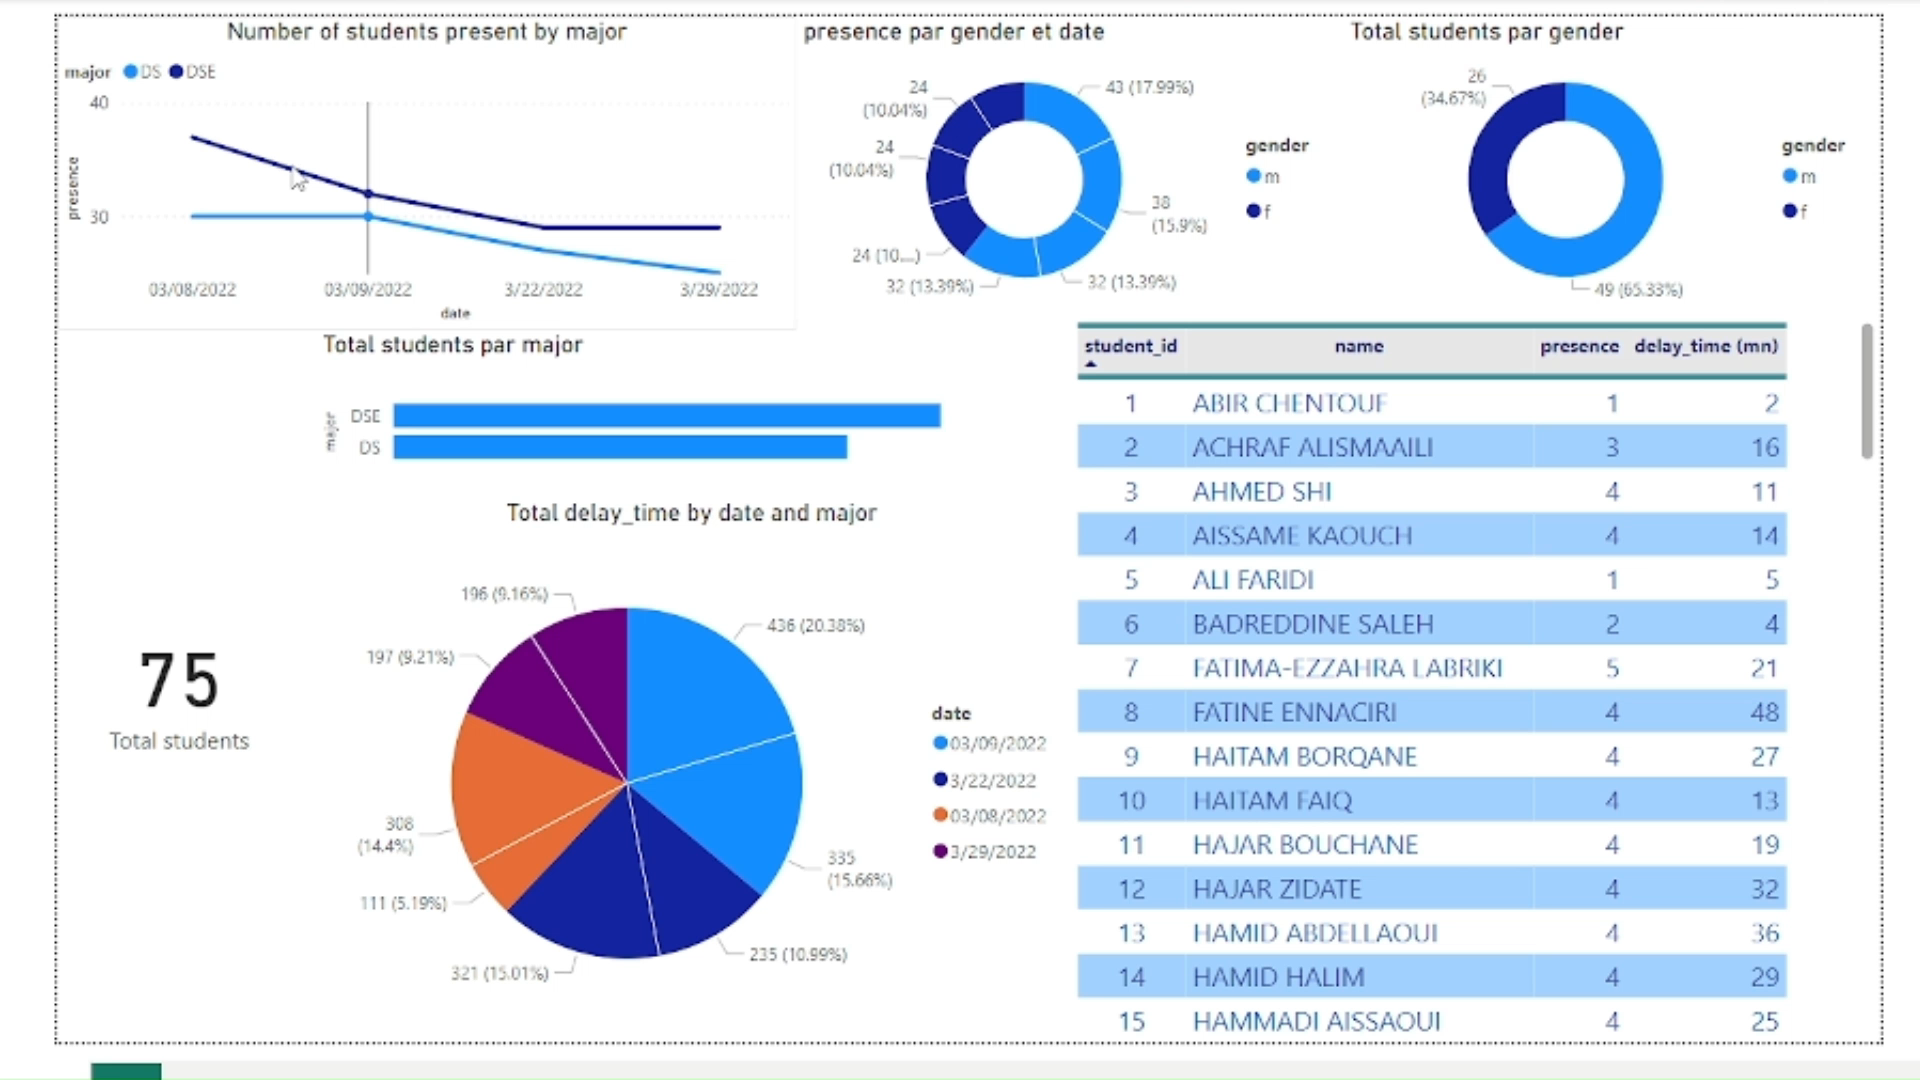 Number of students present by major
major DS DSE
40
30
presence
03/08/2022 03/09/2022 3/22/2022 3/29/2022
date
presence par gender et date
43 (17.99%)
38
(15.9%)
32 (13.39%)
32 (13.39%)
24 (10...)
24
(10.04%)
24
(10.04%)
gender
m
f
Total students par gender
26
(34.67%)
49 (65.33%)
gender
m
f
Total students par major
major
DSE
DS
Total delay_time by date and major
196 (9.16%)
436 (20.38%)
197 (9.21%)
308
(14.4%)
335
(15.66%)
111 (5.19%)
235 (10.99%)
321 (15.01%)
date
03/09/2022
3/22/2022
03/08/2022
3/29/2022
75
Total students
student_id name presence delay_time (mn)
1 ABIR CHENTOUF 1 2
2 ACHRAF ALISMAAILI 3 16
3 AHMED SHI 4 11
4 AISSAME KAOUCH 4 14
5 ALI FARIDI 1 5
6 BADREDDINE SALEH 2 4
7 FATIMA-EZZAHRA LABRIKI 5 21
8 FATINE ENNACIRI 4 48
9 HAITAM BORQANE 4 27
10 HAITAM FAIQ 4 13
11 HAJAR BOUCHANE 4 19
12 HAJAR ZIDATE 4 32
13 HAMID ABDELLAOUI 4 36
14 HAMID HALIM 4 29
15 HAMMADI AISSAOUI 4 25